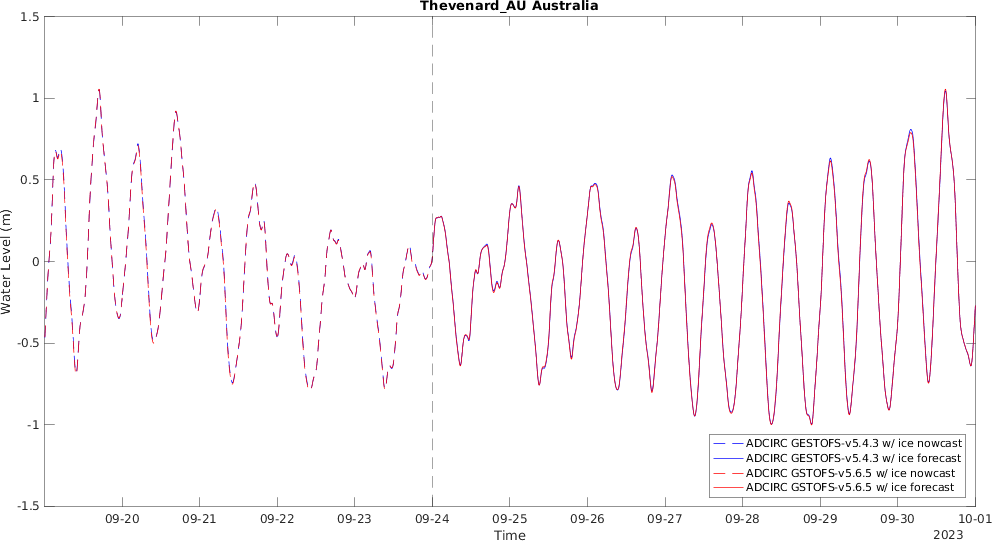 Thevenard_AU Australia
1.5
1
0.5
0
-0.5
-1
-1.5
Water Level (m)
09-20 09-21 09-22 09-23 09-24 09-25 09-26 09-27 09-28 09-29 09-30 10-01
Time
2023
ADCIRC GESTOFS-v5.4.3 w/ ice nowcast
ADCIRC GESTOFS-v5.4.3 w/ ice forecast
ADCIRC GSTOFS-v5.6.5 w/ ice nowcast
ADCIRC GSTOFS-v5.6.5 w/ ice forecast